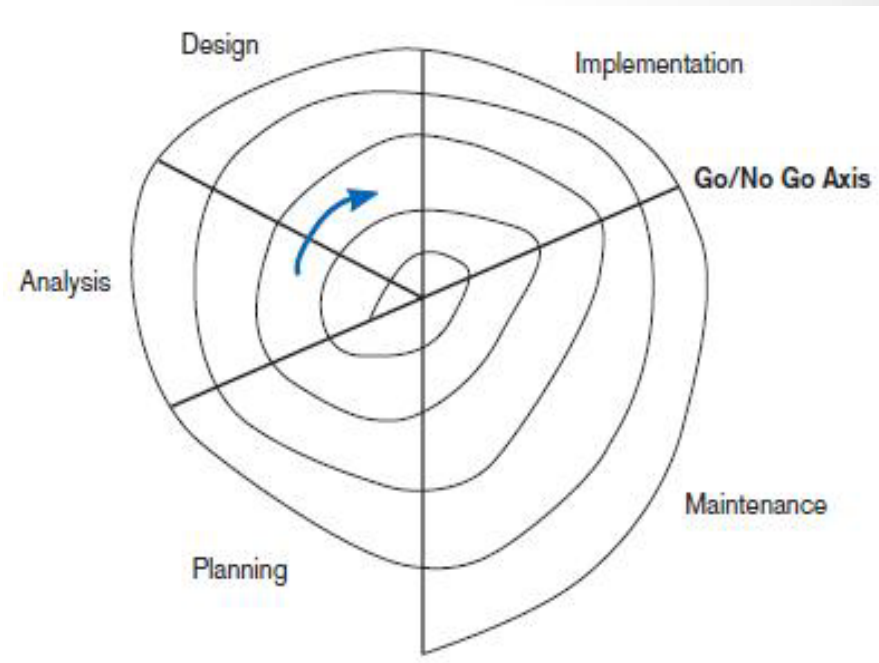 Design
Implementation
Go/No Go Axis
Analysis
Maintenance
Planning